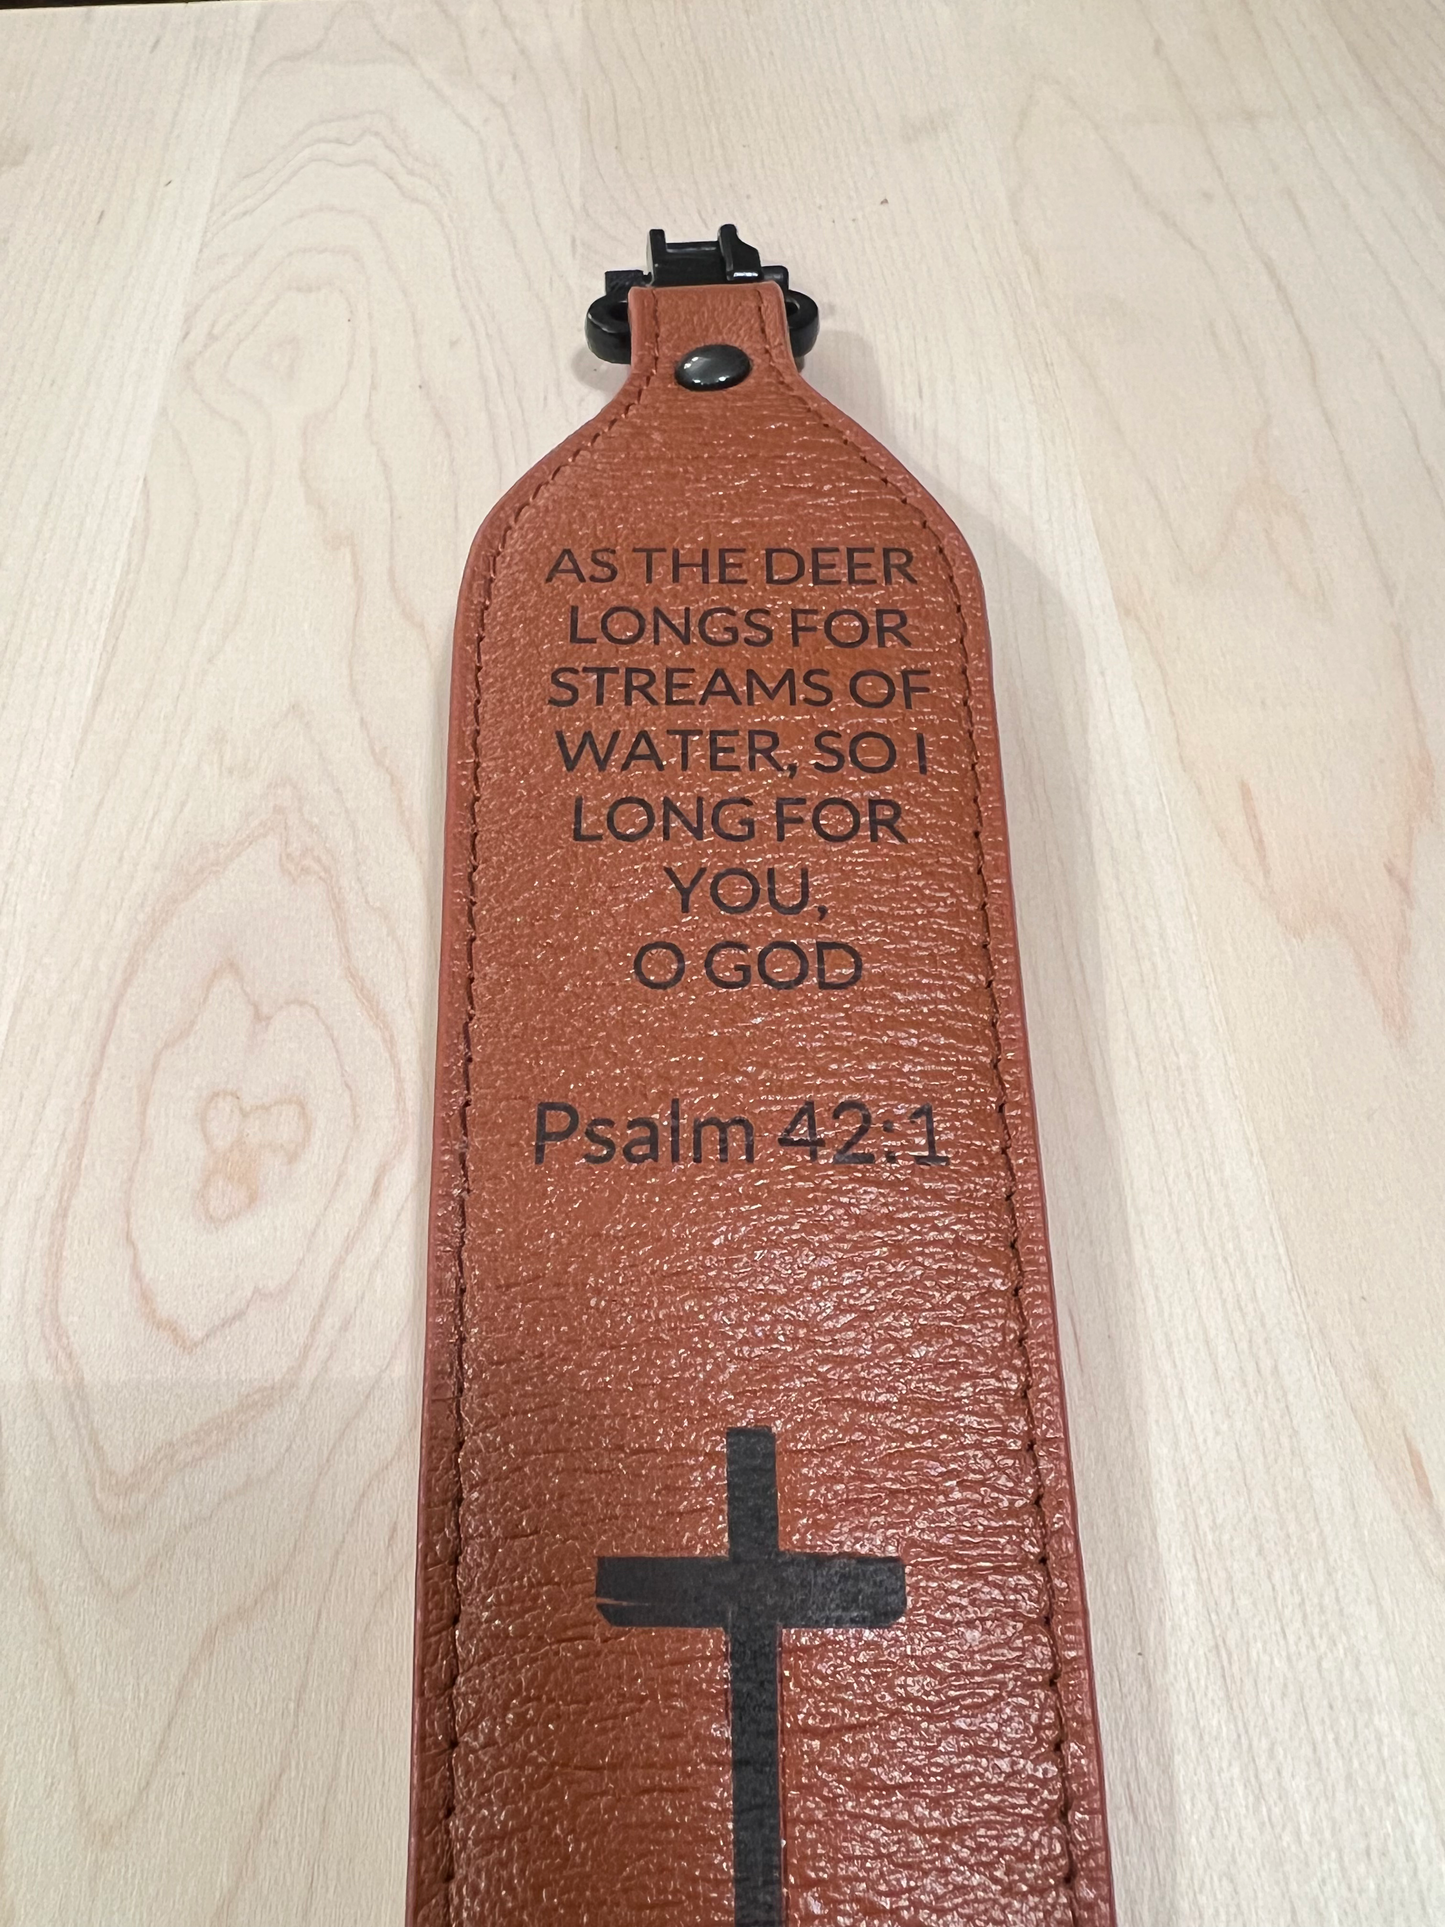 AS THE DEER
LONGS FOR
STREAMS OF
WATER, SO I
LONG FOR
YOU,
O GOD
Psalm 42:1